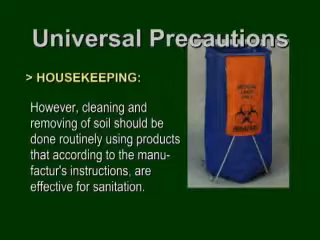 Universal Precautions
> HOUSEKEEPING:
However, cleaning and
removing of soil should be
done routinely using products
that according to the manu-
factur's instructions, are
effective for sanitation.